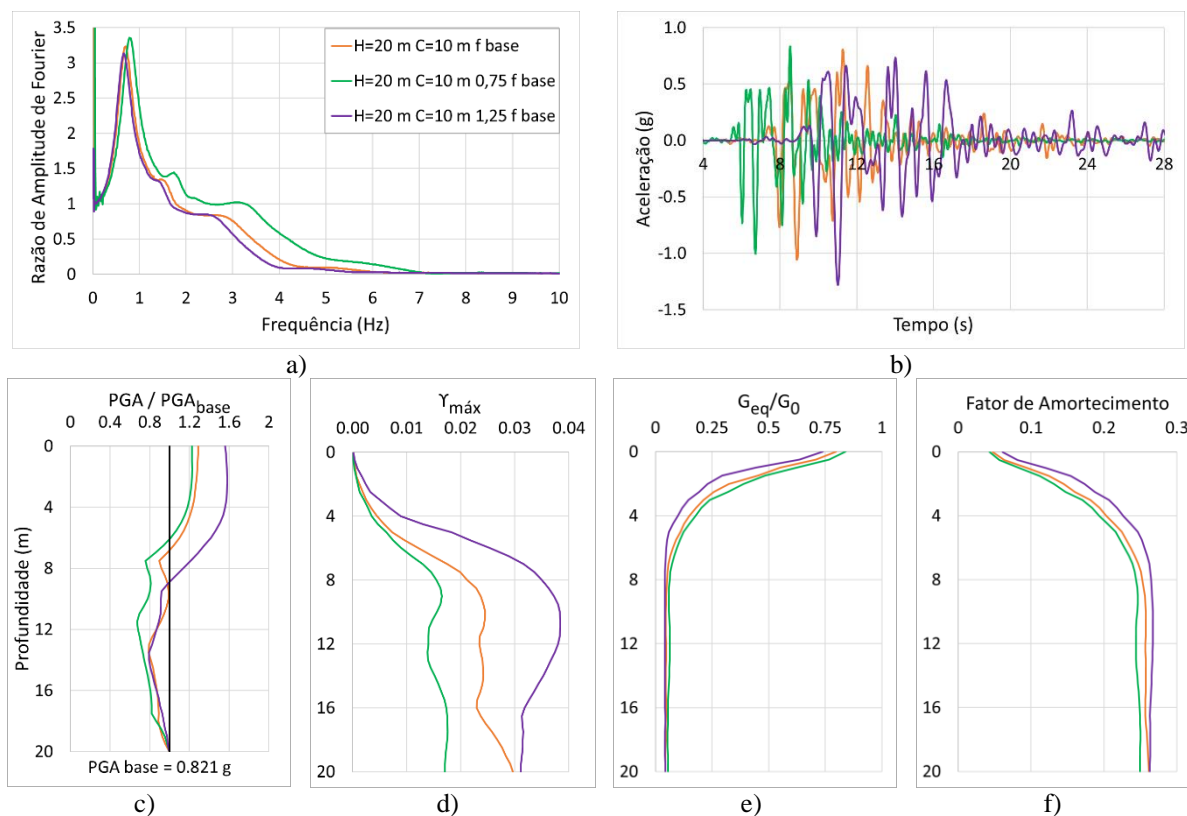 3.5
3
2.5
2
1.5
1
0.5
0
Razão de Amplitude de Fourier
H=20 m C=10 m f base
H=20 m C=10 m 0,75 f base
H=20 m C=10 m 1,25 f base
0 1 2 3 4 5 6 7 8 9 10
Frequência (Hz)
a)
1.0
0.5
0.0
-0.5
-1.0
-1.5
Aceleração (g)
4 8 12 16 20 24 28
Tempo (s)
b)
PGA / PGAbase
0 0.4 0.8 1.2 1.6 2
0
4
8
12
16
20
Profundidade (m)
PGA base = 0.821 g
c)
ϒmáx
0.00 0.01 0.02 0.03 0.04
0
4
8
12
16
20
d)
Geq/G0
0 0.25 0.5 0.75 1
0
4
8
12
16
20
e)
Fator de Amortecimento
0 0.1 0.2 0.3
0
4
8
12
16
20
f)